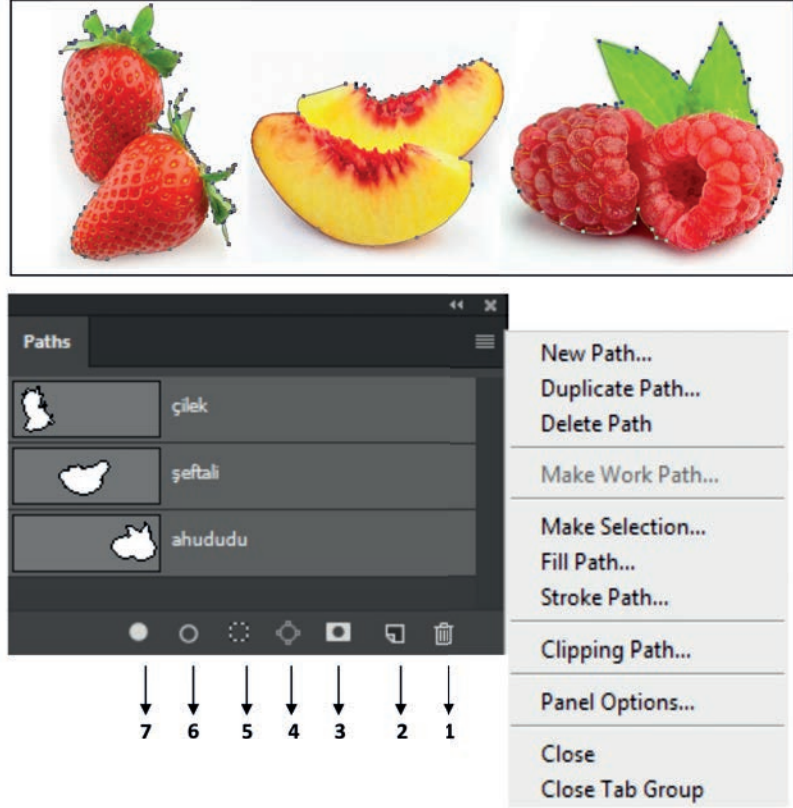 Paths
çilek
şeftali
ahududu
7 6 5 4 3 2 1
New Path...
Duplicate Path...
Delete Path
Make Work Path...
Make Selection...
Fill Path...
Stroke Path...
Clipping Path...
Panel Options...
Close
Close Tab Group